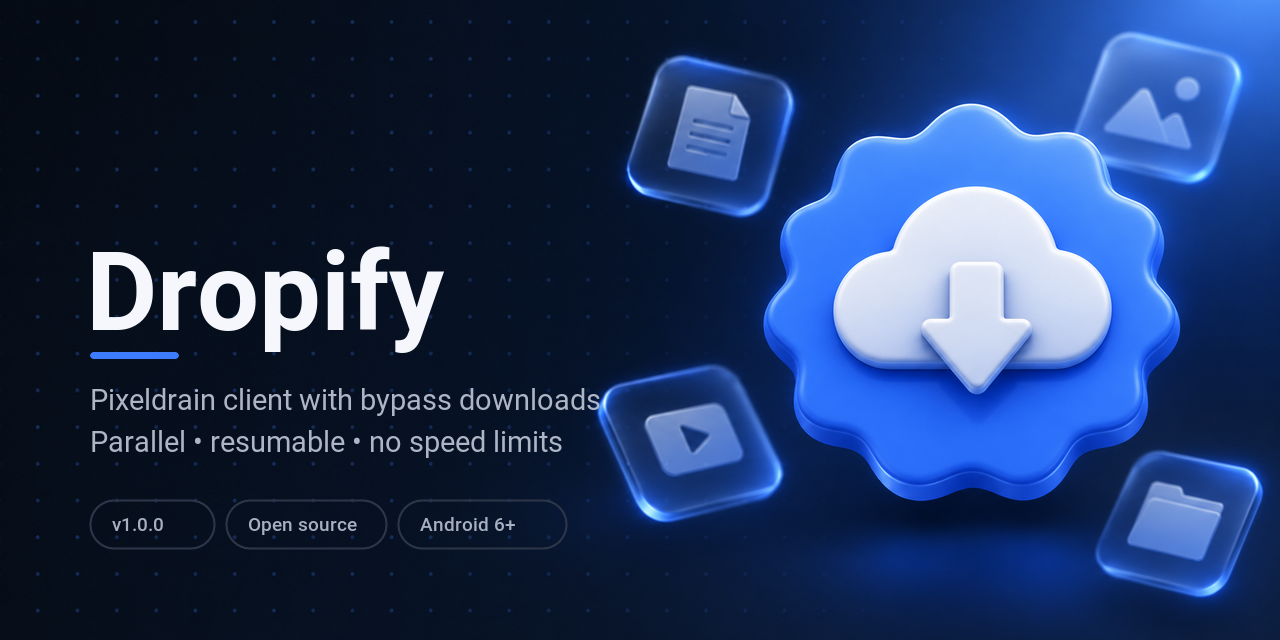 Dropify
Pixeldrain client with bypass downloads
Parallel • resumable • no speed limits
v1.0.0
Open source
Android 6+